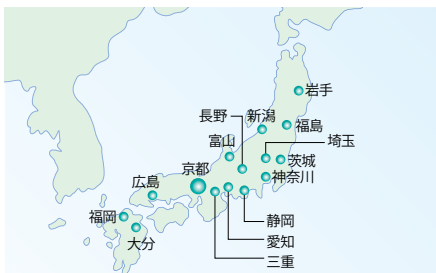 岩手
長野
新潟
福島
富山
埼玉
京都
茨城
広島
神奈川
福岡
静岡
大分
愛知
三重